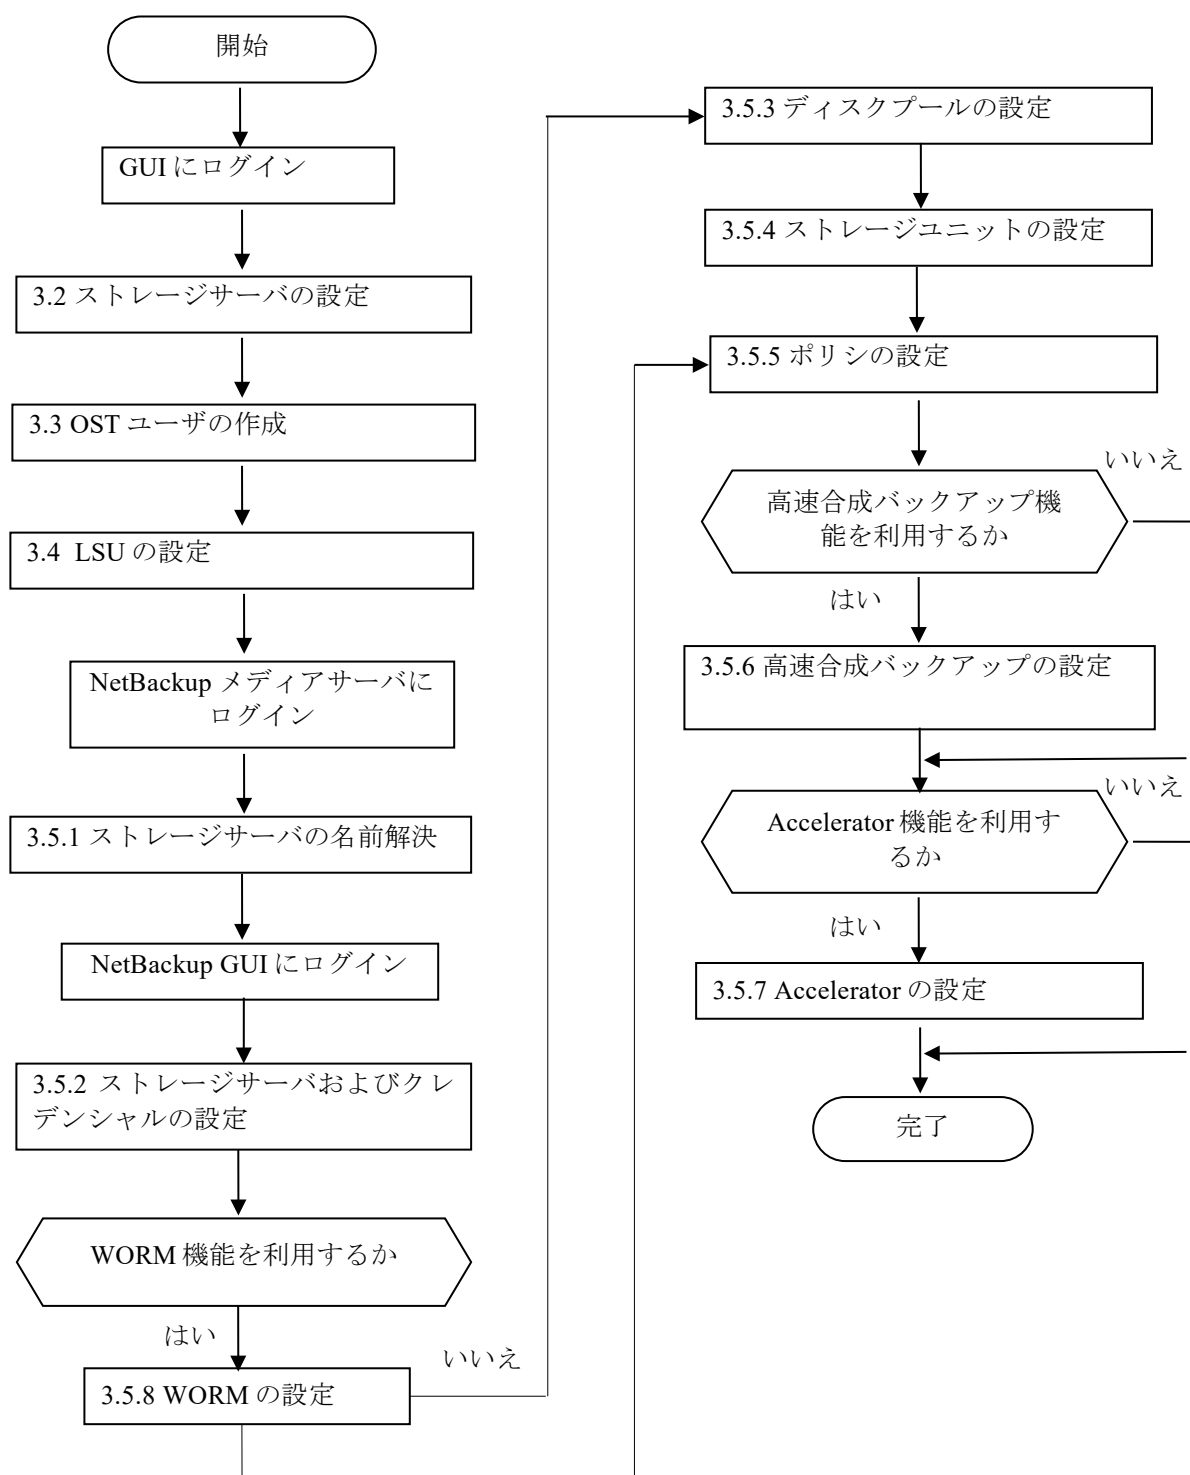 開始
GUI にログイン
3.2 ストレージサーバの設定
3.3 OST ユーザの作成
3.4 LSU の設定
NetBackup メディアサーバに
ログイン
3.5.1 ストレージサーバの名前解決
NetBackup GUI にログイン
3.5.2 ストレージサーバおよびクレ
デンシャルの設定
WORM 機能を利用するか
はい
いいえ
3.5.8 WORM の設定
3.5.3 ディスクプールの設定
3.5.4 ストレージユニットの設定
3.5.5 ポリシの設定
いいえ
高速合成バックアップ機
能を利用するか
はい
3.5.6 高速合成バックアップの設定
いいえ
Accelerator 機能を利用す
るか
はい
3.5.7 Accelerator の設定
完了